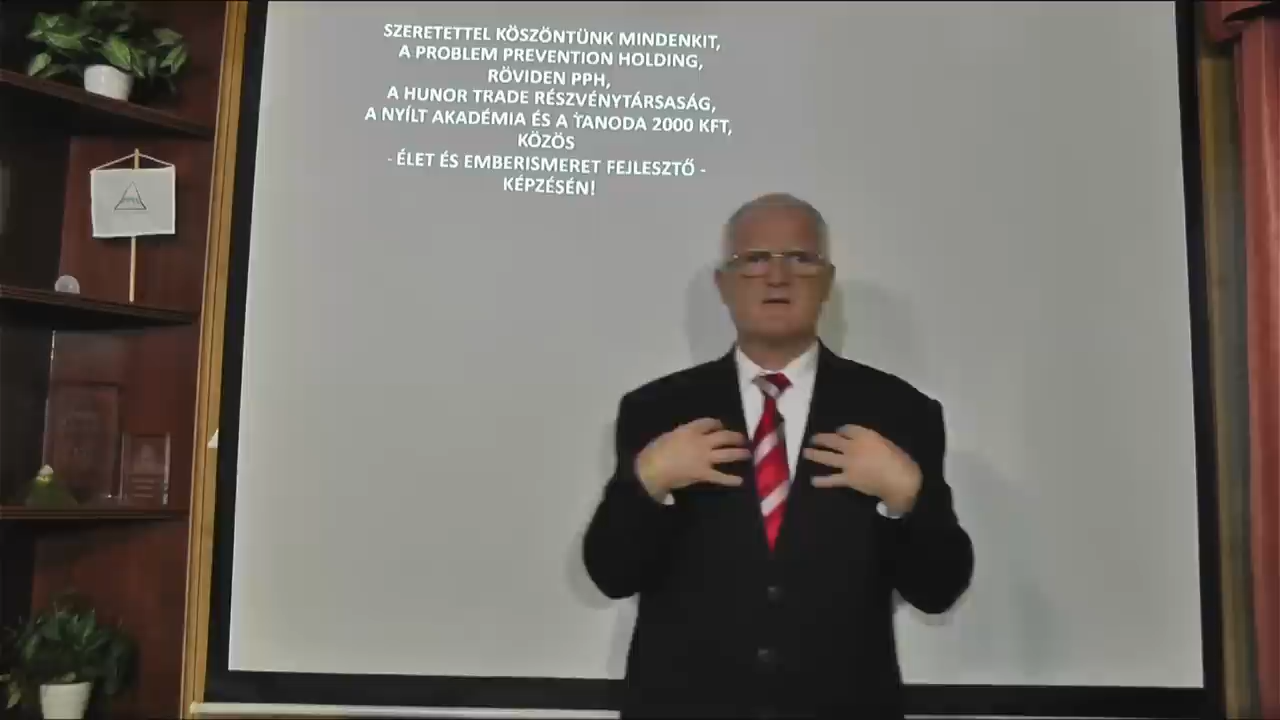 SZERETETTEL KÖSZÖNTÜNK MINDENKIT,
A PROBLEM PREVENTION HOLDING,
RÖVIDEN PPH,
A HUNOR TRADE RÉSZVÉNYTÁRSASÁG,
A NYÍLT AKADÉMIA ÉS A TANODA 2000 KFT,
KÖZÖS
- ÉLET ÉS EMBERISMERET FEJLESZTŐ -
KÉPZÉSÉN!